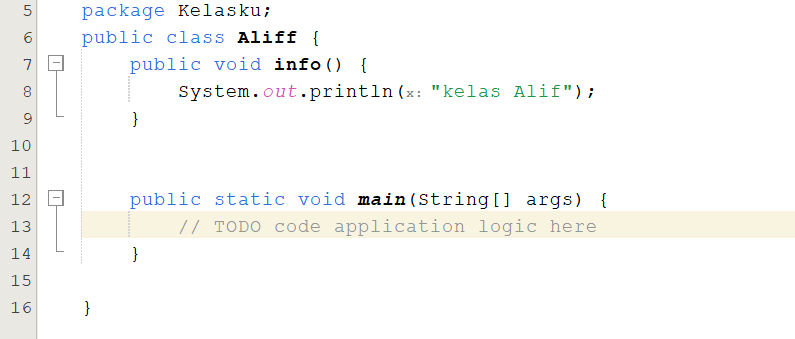 5 package Kelasku;
6 public class Aliff {
7 public void info() {
8 System.out.println(x: "kelas Alif");
9 }
10
11
12 public static void main(String[] args) {
13 // TODO code application logic here
14 }
15
16 }